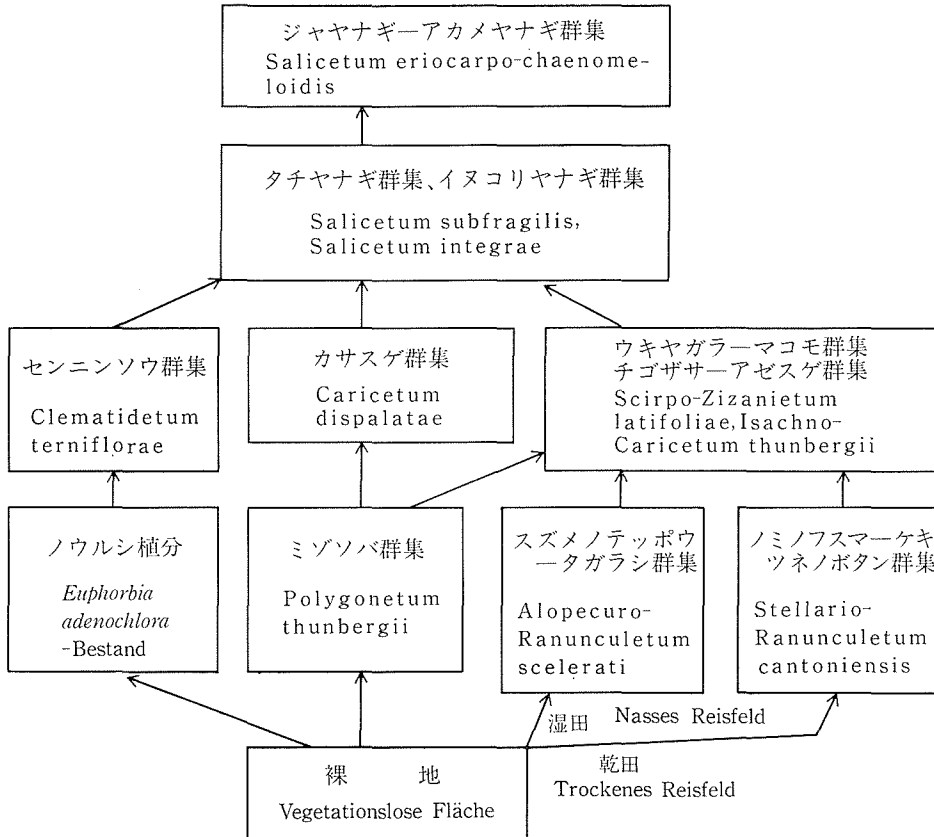 ジャヤナギーアカメヤナギ群集
Salicetum eriocarpo-chaenome-
loidis
タチヤナギ群集、イヌコリヤナギ群集
Salicetum subfragilis,
Salicetum integrae
センニンソウ群集
Clematidetum
terniflorae
カサスゲ群集
Caricetum
dispalatae
ウキヤガラーマコモ群集
チゴザサーアゼスゲ群集
Scirpo-Zizanietum
latifoliae,Isachno-
Caricetum thunbergii
ノウルシ植分
Euphorbia
adenochlora
-Bestand
ミゾソバ群集
Polygonetum
thunbergii
スズメノテッポウ
ータガラシ群集
Alopecuro-
Ranunculetum
scelerati
ノミノフスマーケキ
ツネノボタン群集
Stellario-
Ranunculetum
cantoniensis
湿田 Nasses Reisfeld
乾田
Trockenes Reisfeld
裸 地
Vegetationslose Fläche